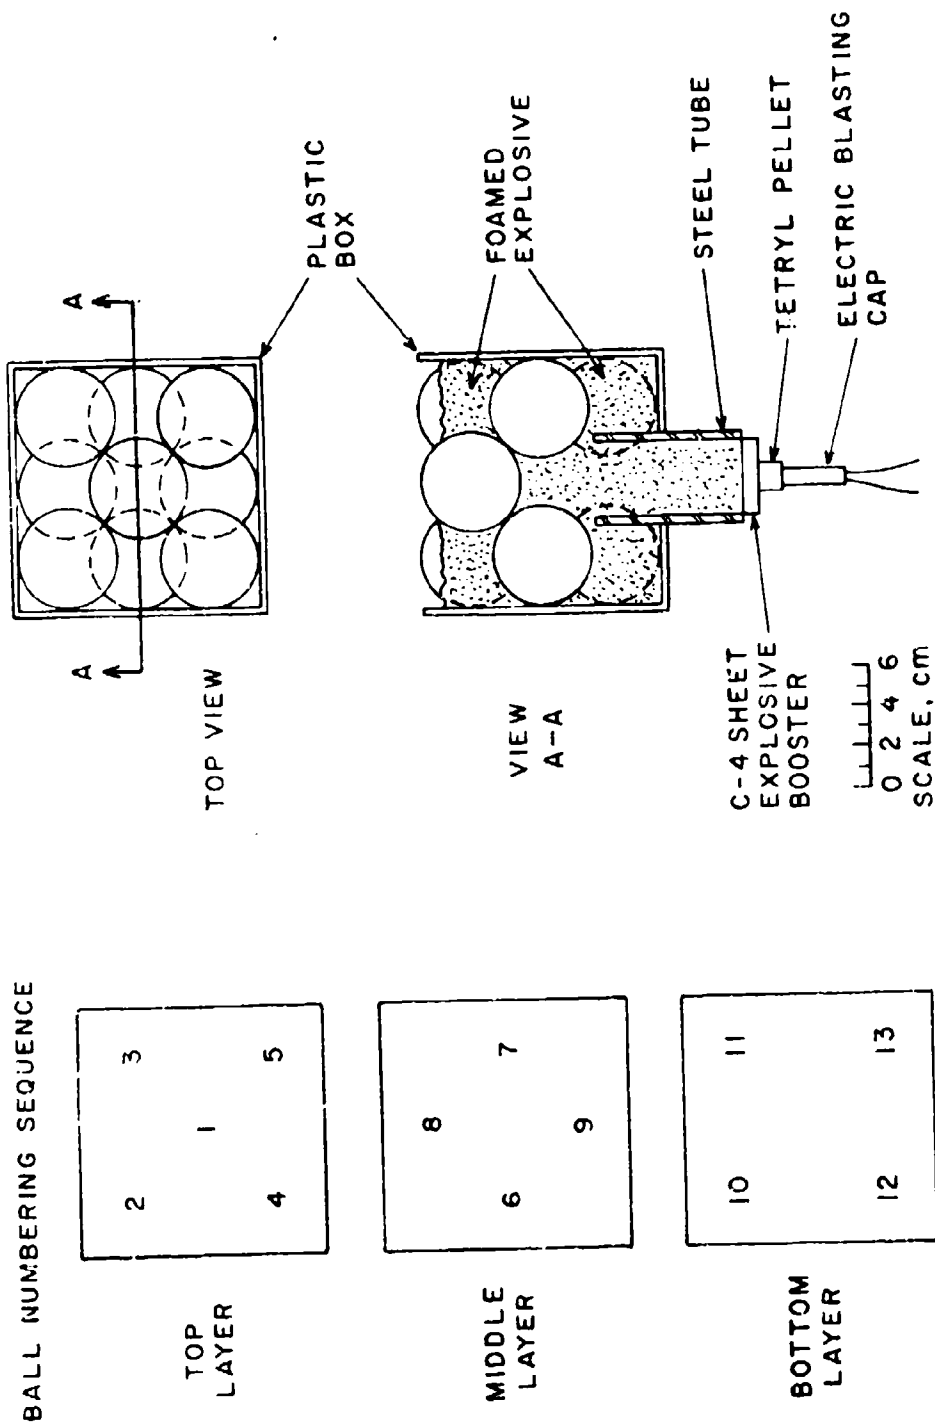 BALL NUMBERING SEQUENCE
TOP
LAYER
2 3
1
4 5
MIDDLE
LAYER
8
6 7
9
BOTTOM
LAYER
10 11
12 13
A A
TOP VIEW
PLASTIC
BOX
VIEW
A-A
FOAMED
EXPLOSIVE
STEEL TUBE
TETRYL PELLET
ELECTRIC BLASTING
CAP
C-4 SHEET
EXPLOSIVE
BOOSTER
0 2 4 6
SCALE, cm